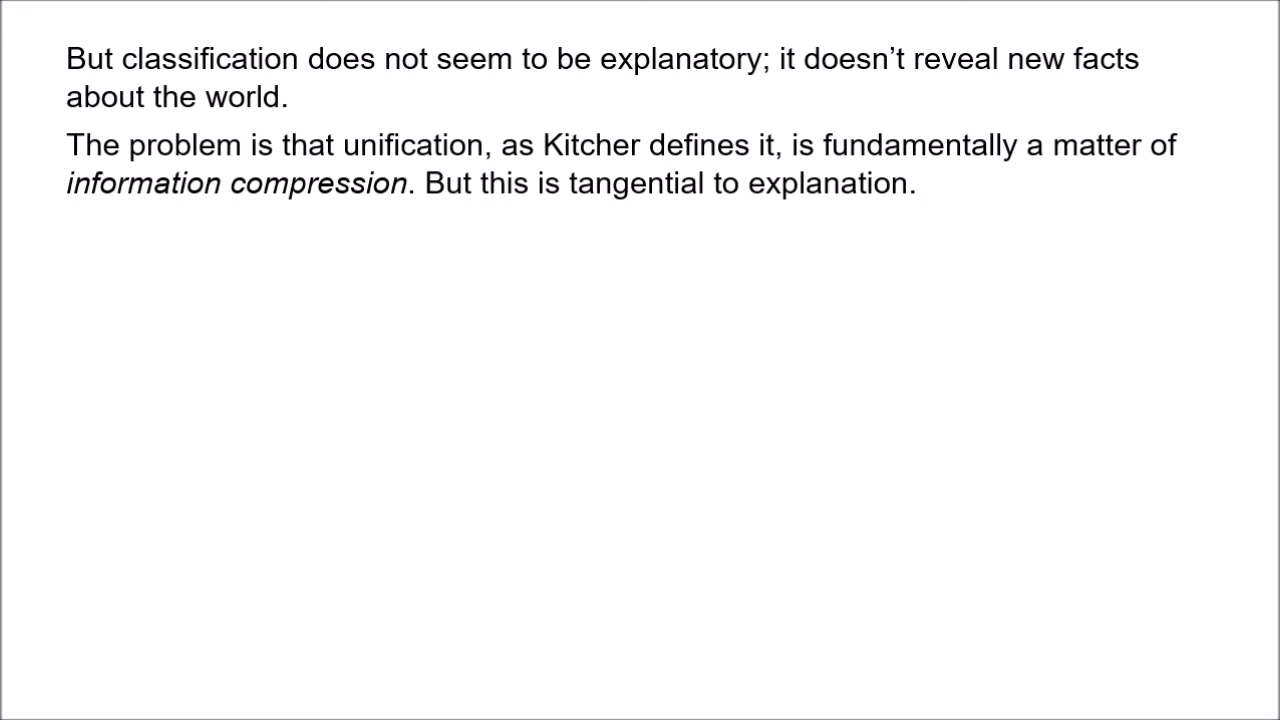 But classification does not seem to be explanatory; it doesn’t reveal new facts
about the world.
The problem is that unification, as Kitcher defines it, is fundamentally a matter of
information compression. But this is tangential to explanation.